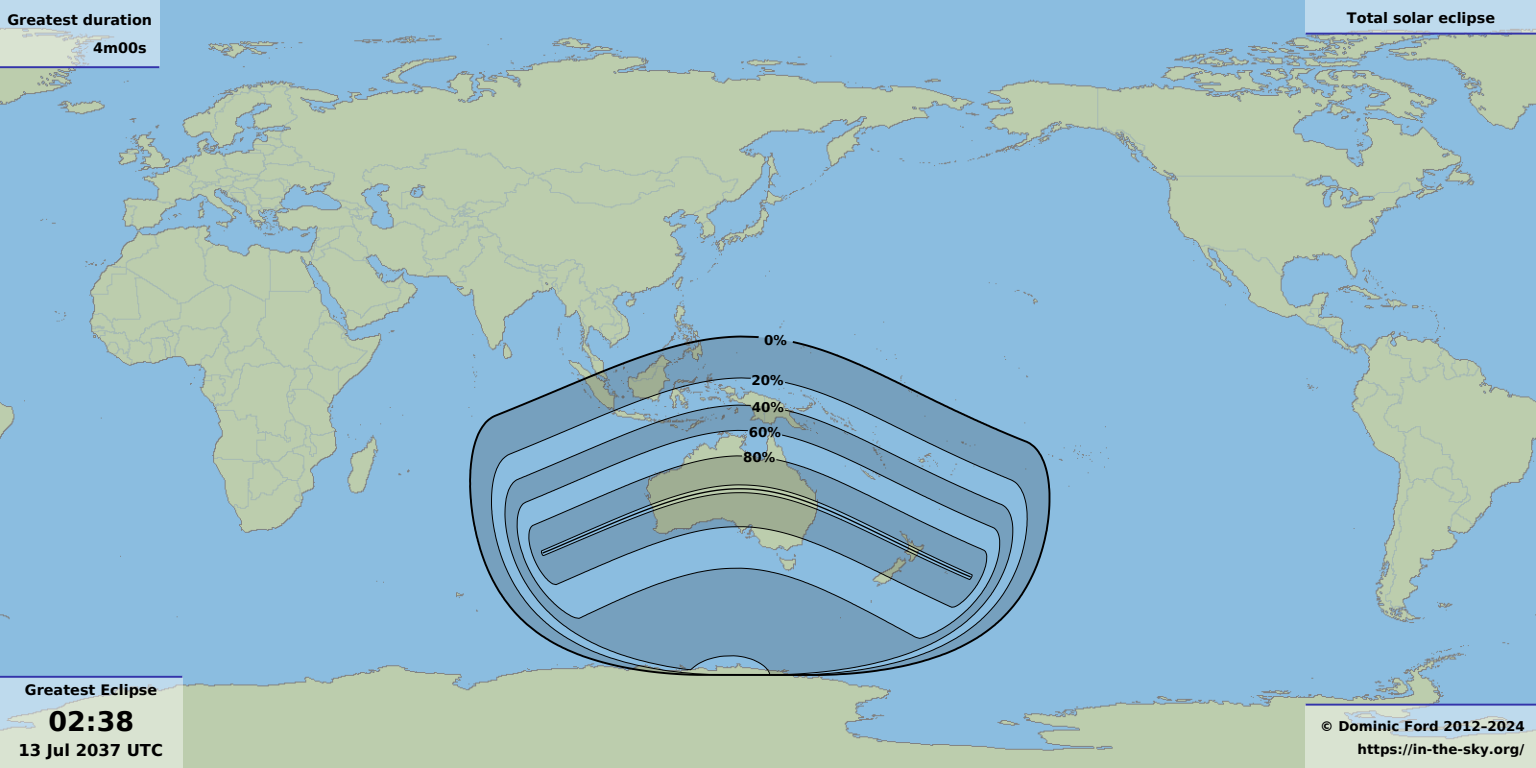 Greatest duration
4m00s
Total solar eclipse
0%
20%
40%
60%
80%
Greatest Eclipse
02:38
13 Jul 2037 UTC
© Dominic Ford 2012–2024
https://in-the-sky.org/